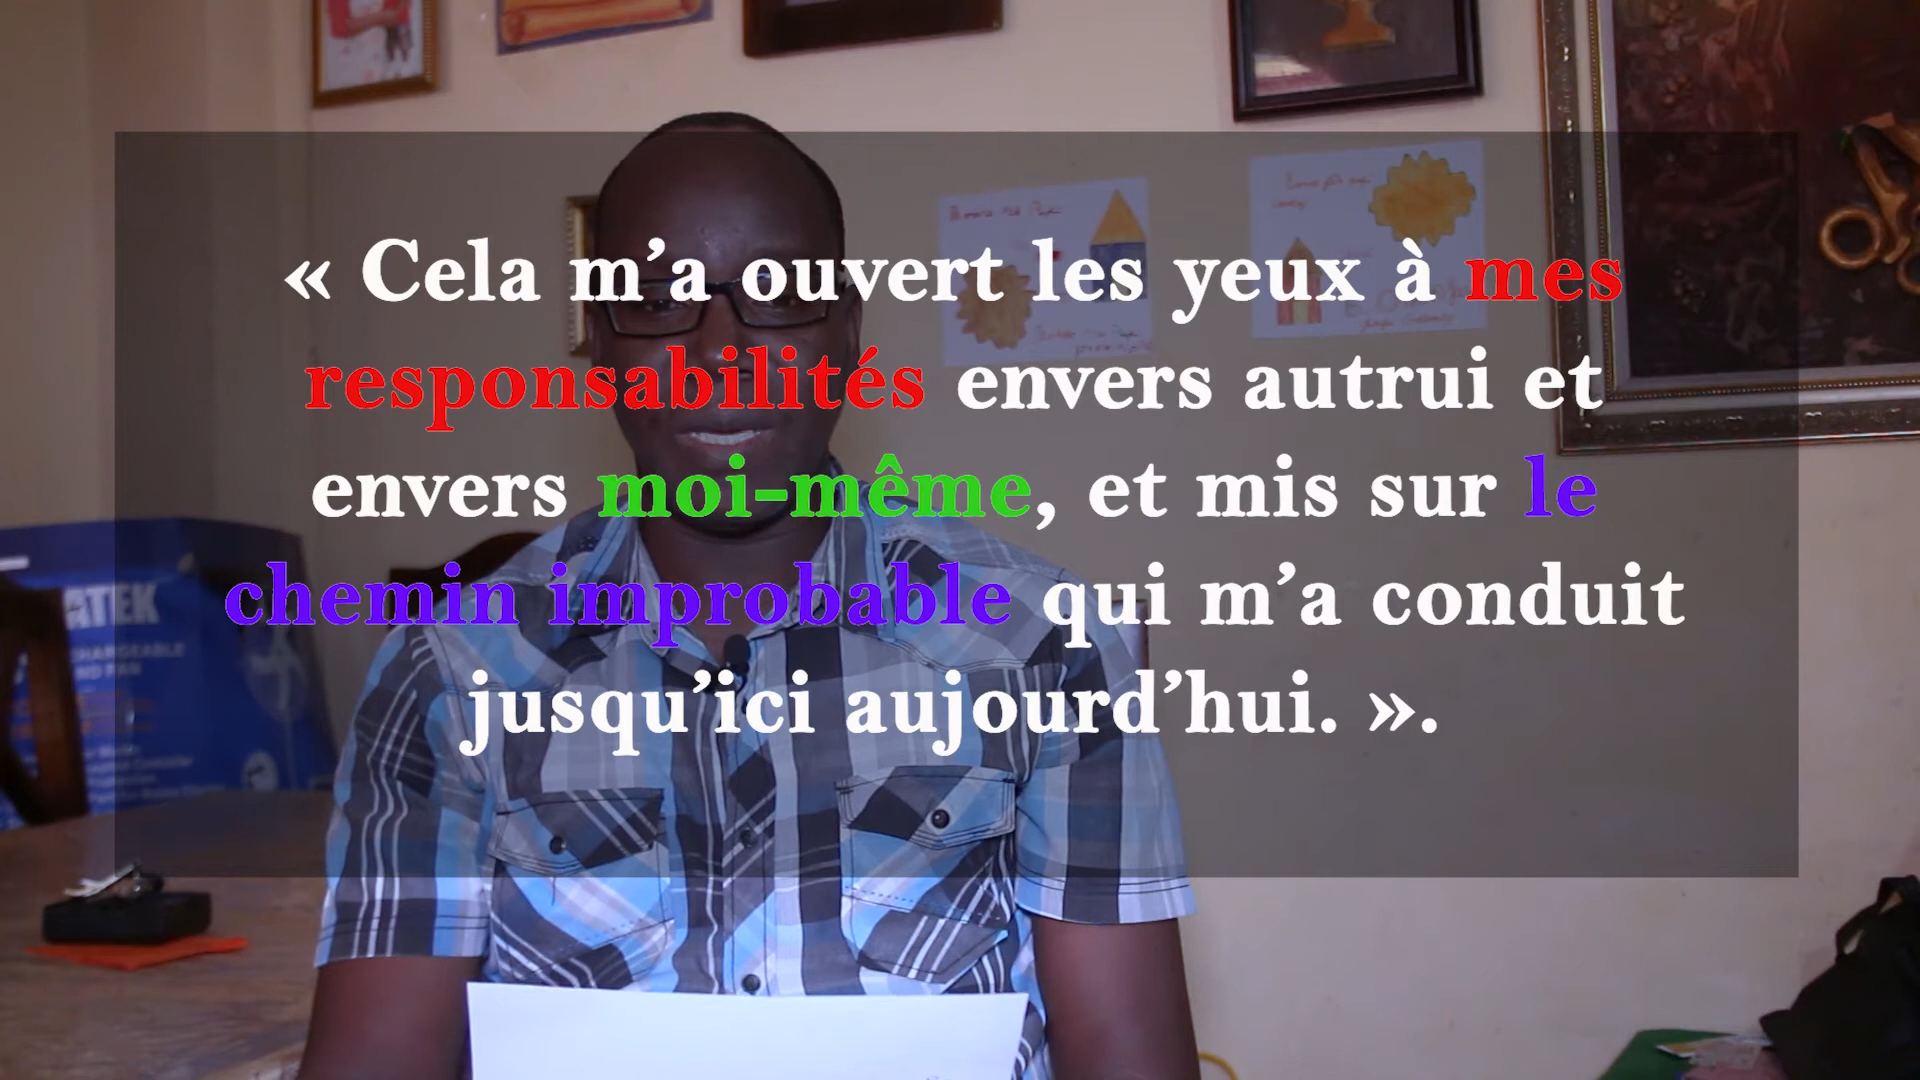 « Cela m’a ouvert les yeux à mes
responsabilités envers autrui et
envers moi-même, et mis sur le
chemin improbable qui m’a conduit
jusqu’ici aujourd’hui. ».
ATEK